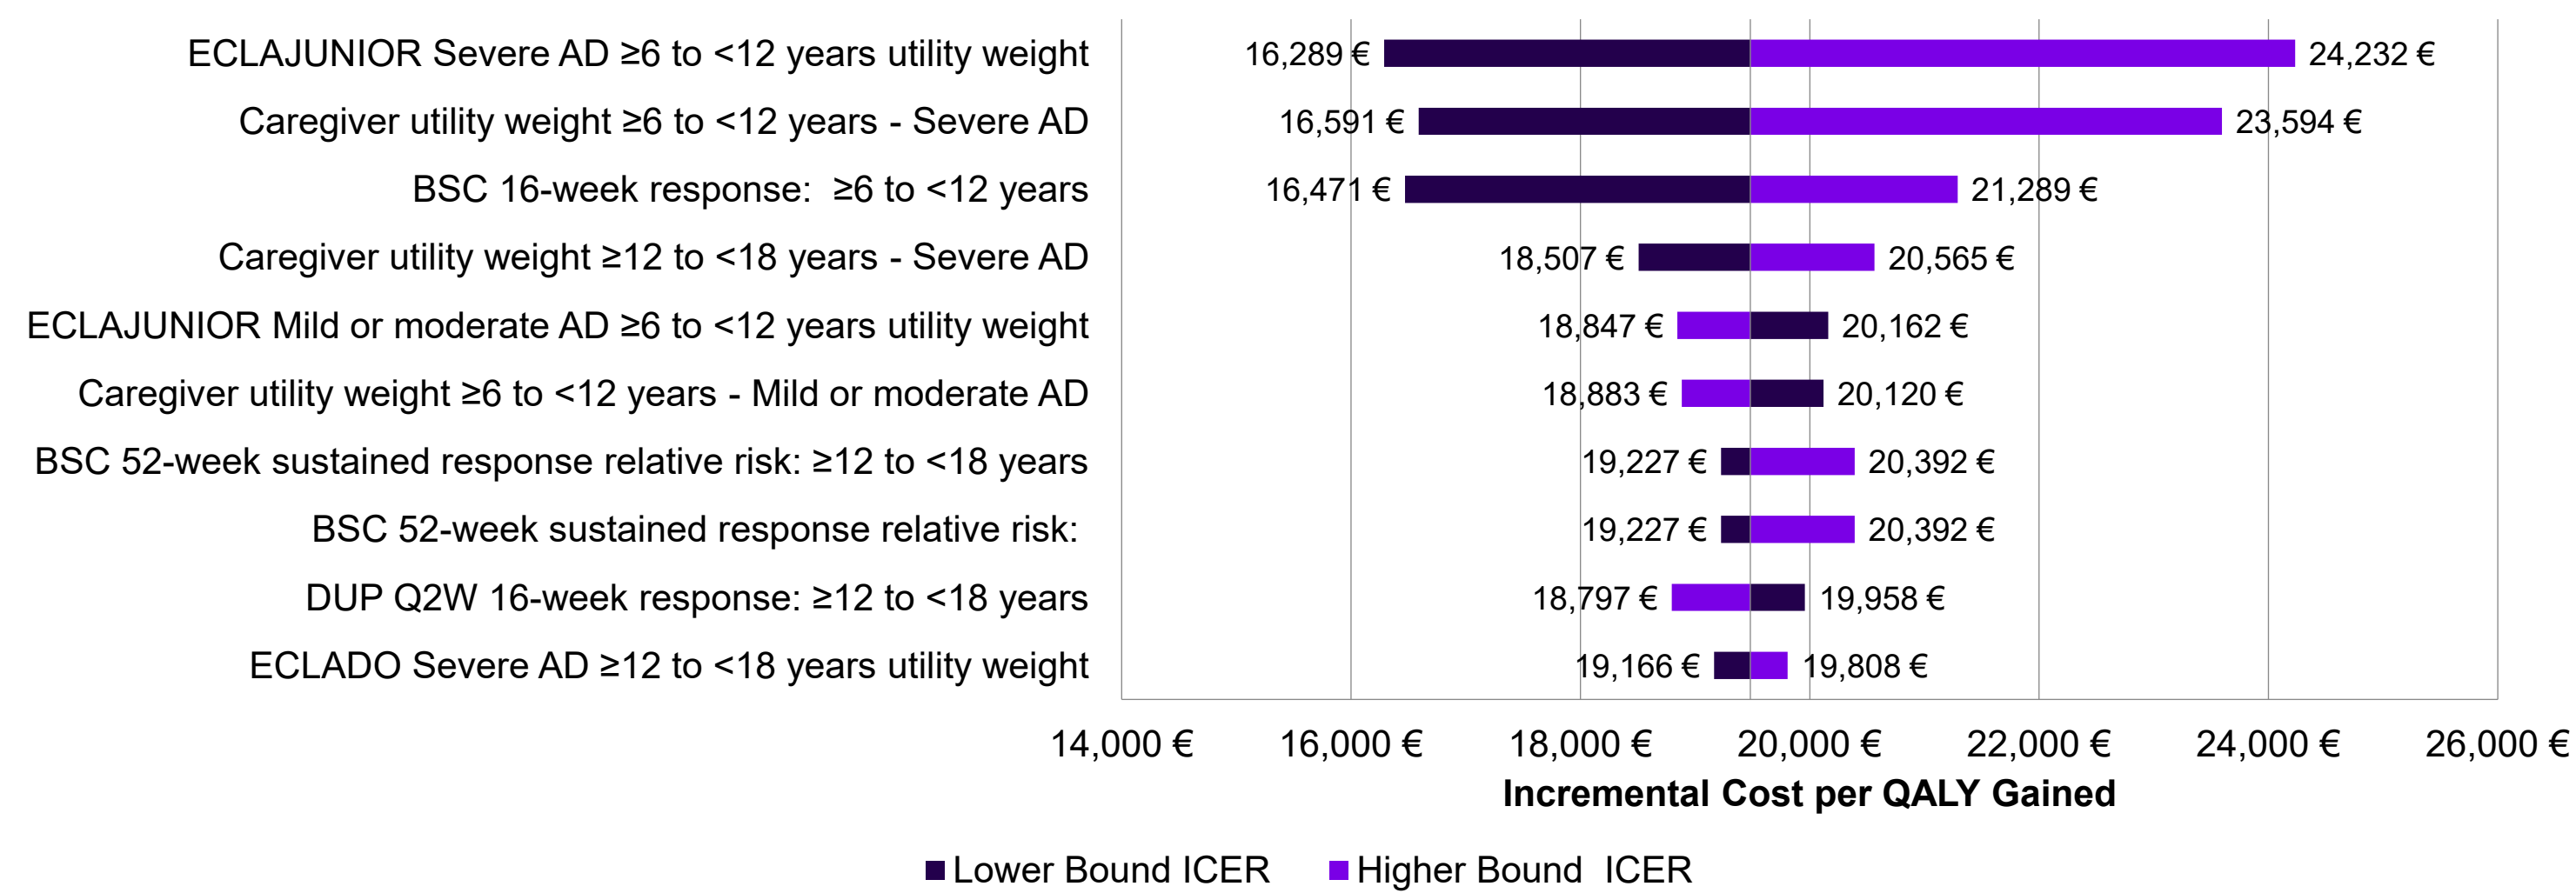 ECLAJUNIOR Severe AD ≥6 to <12 years utility weight 16,289 € 24,232 €
Caregiver utility weight ≥6 to <12 years - Severe AD 16,591 € 23,594 €
BSC 16-week response:  ≥6 to <12 years 16,471 € 21,289 €
Caregiver utility weight ≥12 to <18 years - Severe AD 18,507 € 20,565 €
ECLAJUNIOR Mild or moderate AD ≥6 to <12 years utility weight 18,847 € 20,162 €
Caregiver utility weight ≥6 to <12 years - Mild or moderate AD 18,883 € 20,120 €
BSC 52-week sustained response relative risk: ≥12 to <18 years 19,227 € 20,392 €
BSC 52-week sustained response relative risk: 19,227 € 20,392 €
DUP Q2W 16-week response: ≥12 to <18 years 18,797 € 19,958 €
ECLADO Severe AD ≥12 to <18 years utility weight 19,166 € 19,808 €
14,000 € 16,000 € 18,000 € 20,000 € 22,000 € 24,000 € 26,000 €
Incremental Cost per QALY Gained
Lower Bound ICER Higher Bound  ICER